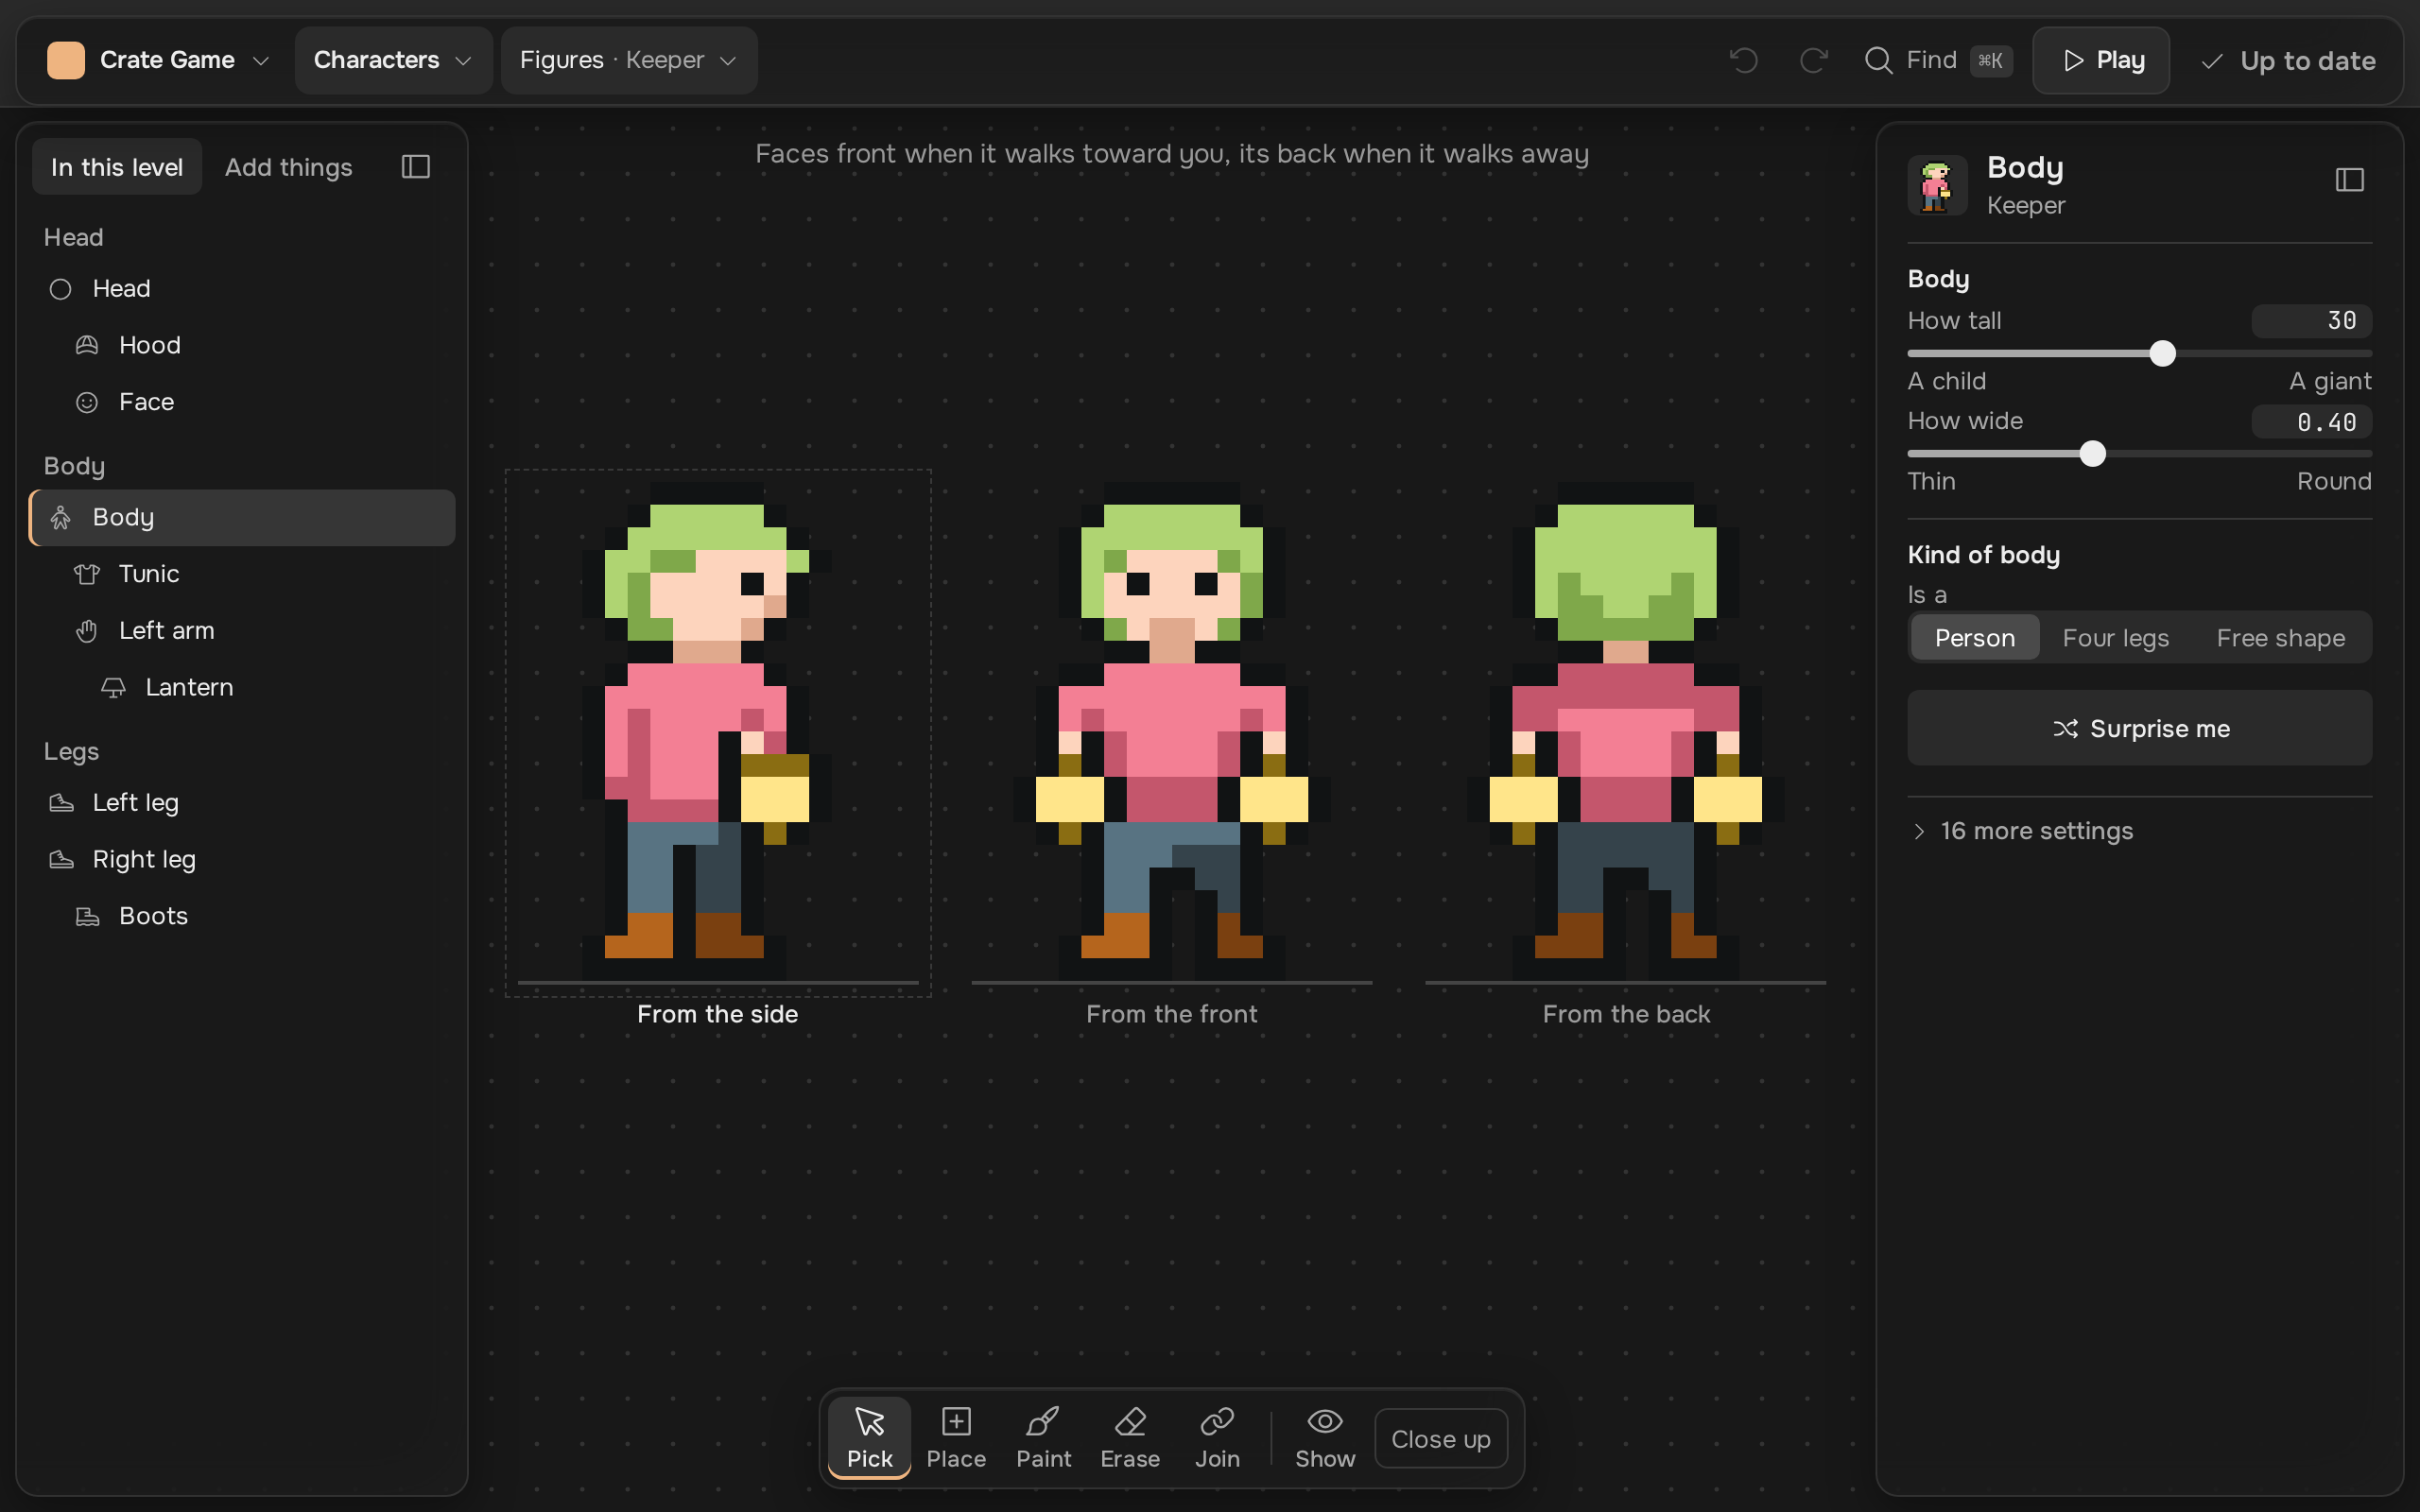 Crate Game
Characters
Figures · Keeper
Find ⌘K
Play
Up to date
In this level
Add things
Head
Head
Hood
Face
Body
Body
Tunic
Left arm
Lantern
Legs
Left leg
Right leg
Boots
Faces front when it walks toward you, its back when it walks away
From the side
From the front
From the back
Pick
Place
Paint
Erase
Join
Show
Close up
Body
Keeper
Body
How tall 30
A child A giant
How wide 0.40
Thin Round
Kind of body
Is a
Person Four legs Free shape
Surprise me
16 more settings